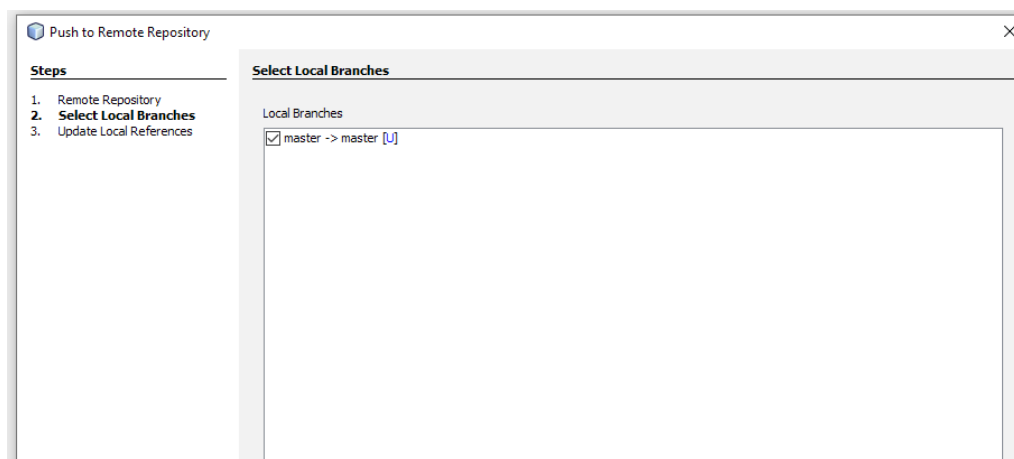 Push to Remote Repository
Steps
1. Remote Repository
2. Select Local Branches
3. Update Local References
Select Local Branches
Local Branches
master -> master [U]